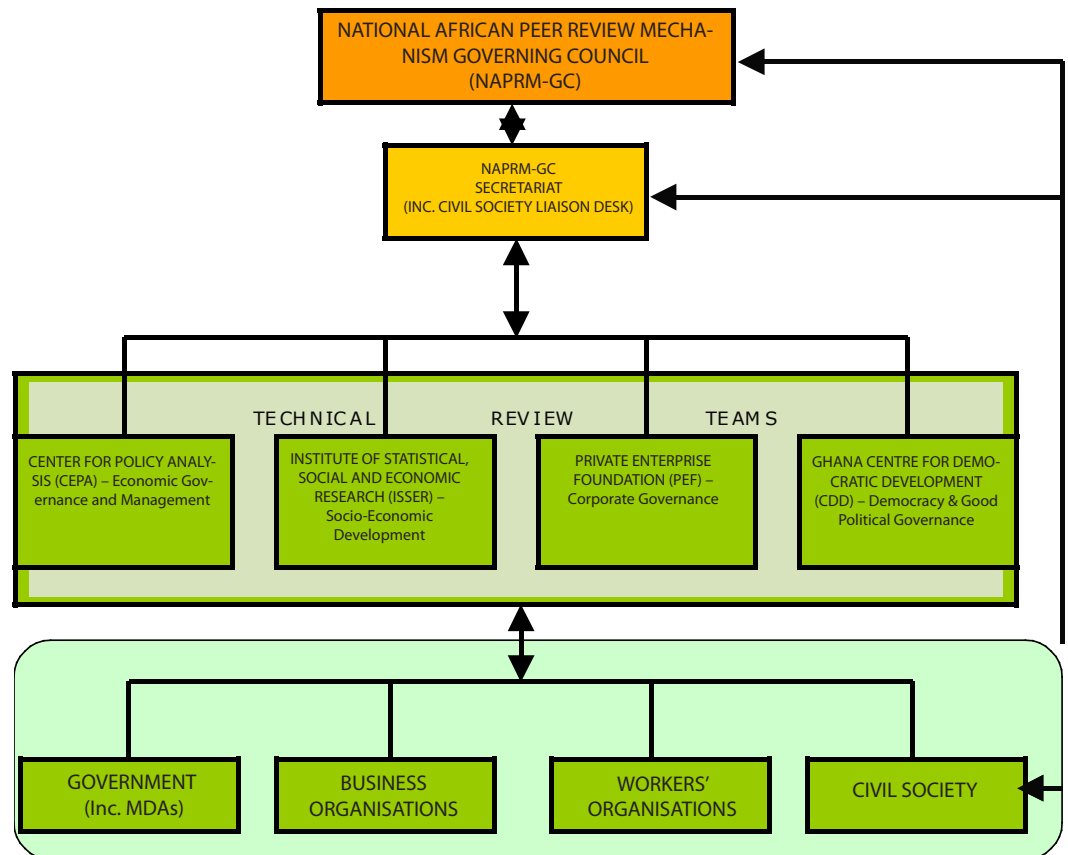 NATIONAL AFRICAN PEER REVIEW MECHA-
NISM GOVERNING COUNCIL
(NAPRM-GC)
NAPRM-GC
SECRETARIAT
(INC. CIVIL SOCIETY LIAISON DESK)
TECHNICAL REVIEW TEAMS
CENTER FOR POLICY ANALY-
SIS (CEPA) – Economic Gov-
ernance and Management
INSTITUTE OF STATISTICAL,
SOCIAL AND ECONOMIC
RESEARCH (ISSER) –
Socio-Economic
Development
PRIVATE ENTERPRISE
FOUNDATION (PEF) –
Corporate Governance
GHANA CENTRE FOR DEMO-
CRATIC DEVELOPMENT
(CDD) – Democracy & Good
Political Governance
GOVERNMENT
(Inc. MDAs)
BUSINESS
ORGANISATIONS
WORKERS’
ORGANISATIONS
CIVIL SOCIETY